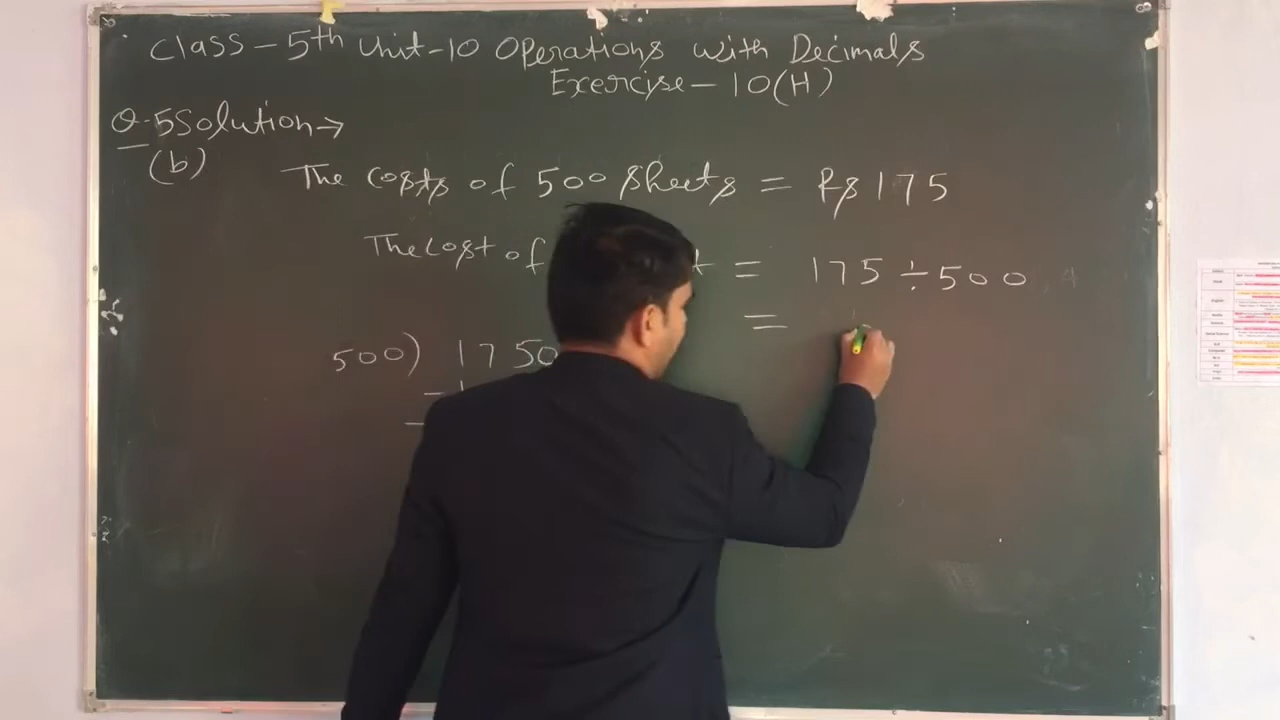 Class - 5th Unit-10 Operations with Decimals
Exercise - 10(H)
Q-5 Solution →
(b) The Costs of 500 sheets = Rs 175
The Cost of = 175 ÷ 500
=
500) 1750